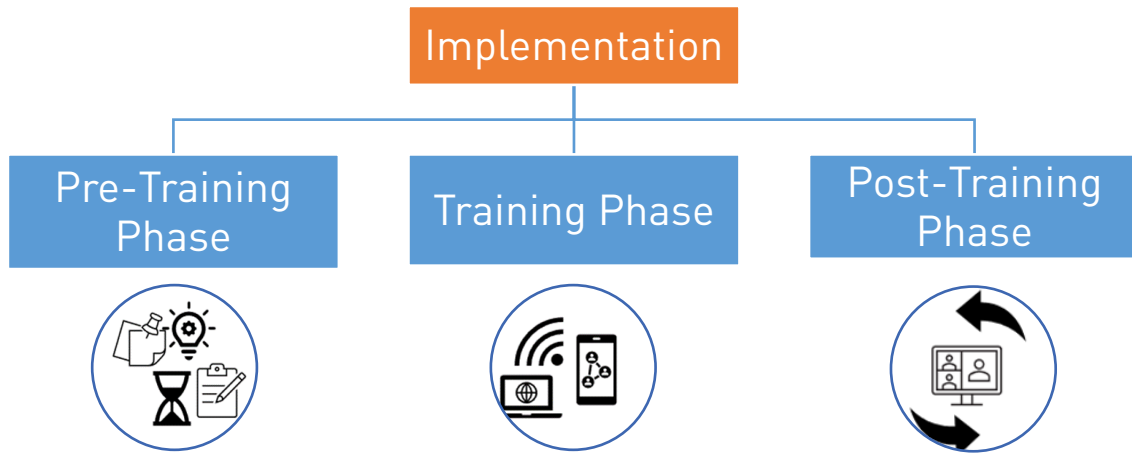 Implementation
Pre-Training
Phase
Training Phase
Post-Training
Phase